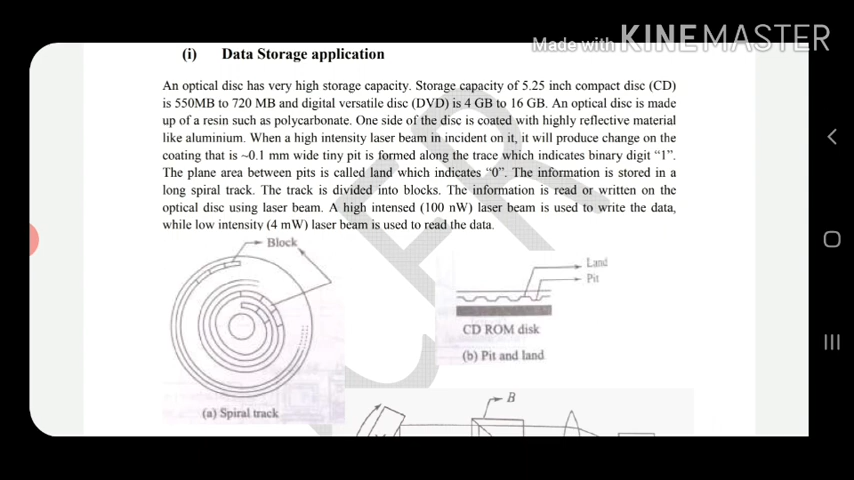 Made with KINEMASTER
(i) Data Storage application
An optical disc has very high storage capacity. Storage capacity of 5.25 inch compact disc (CD)
is 550MB to 720 MB and digital versatile disc (DVD) is 4 GB to 16 GB. An optical disc is made
up of a resin such as polycarbonate. One side of the disc is coated with highly reflective material
like aluminium. When a high intensity laser beam in incident on it, it will produce change on the
coating that is ~0.1 mm wide tiny pit is formed along the trace which indicates binary digit “1”.
The plane area between pits is called land which indicates “0”. The information is stored in a
long spiral track. The track is divided into blocks. The information is read or written on the
optical disc using laser beam. A high intensed (100 nW) laser beam is used to write the data,
while low intensity (4 mW) laser beam is used to read the data.
Block
Land
Pit
CD ROM disk
(b) Pit and land
(a) Spiral track
B